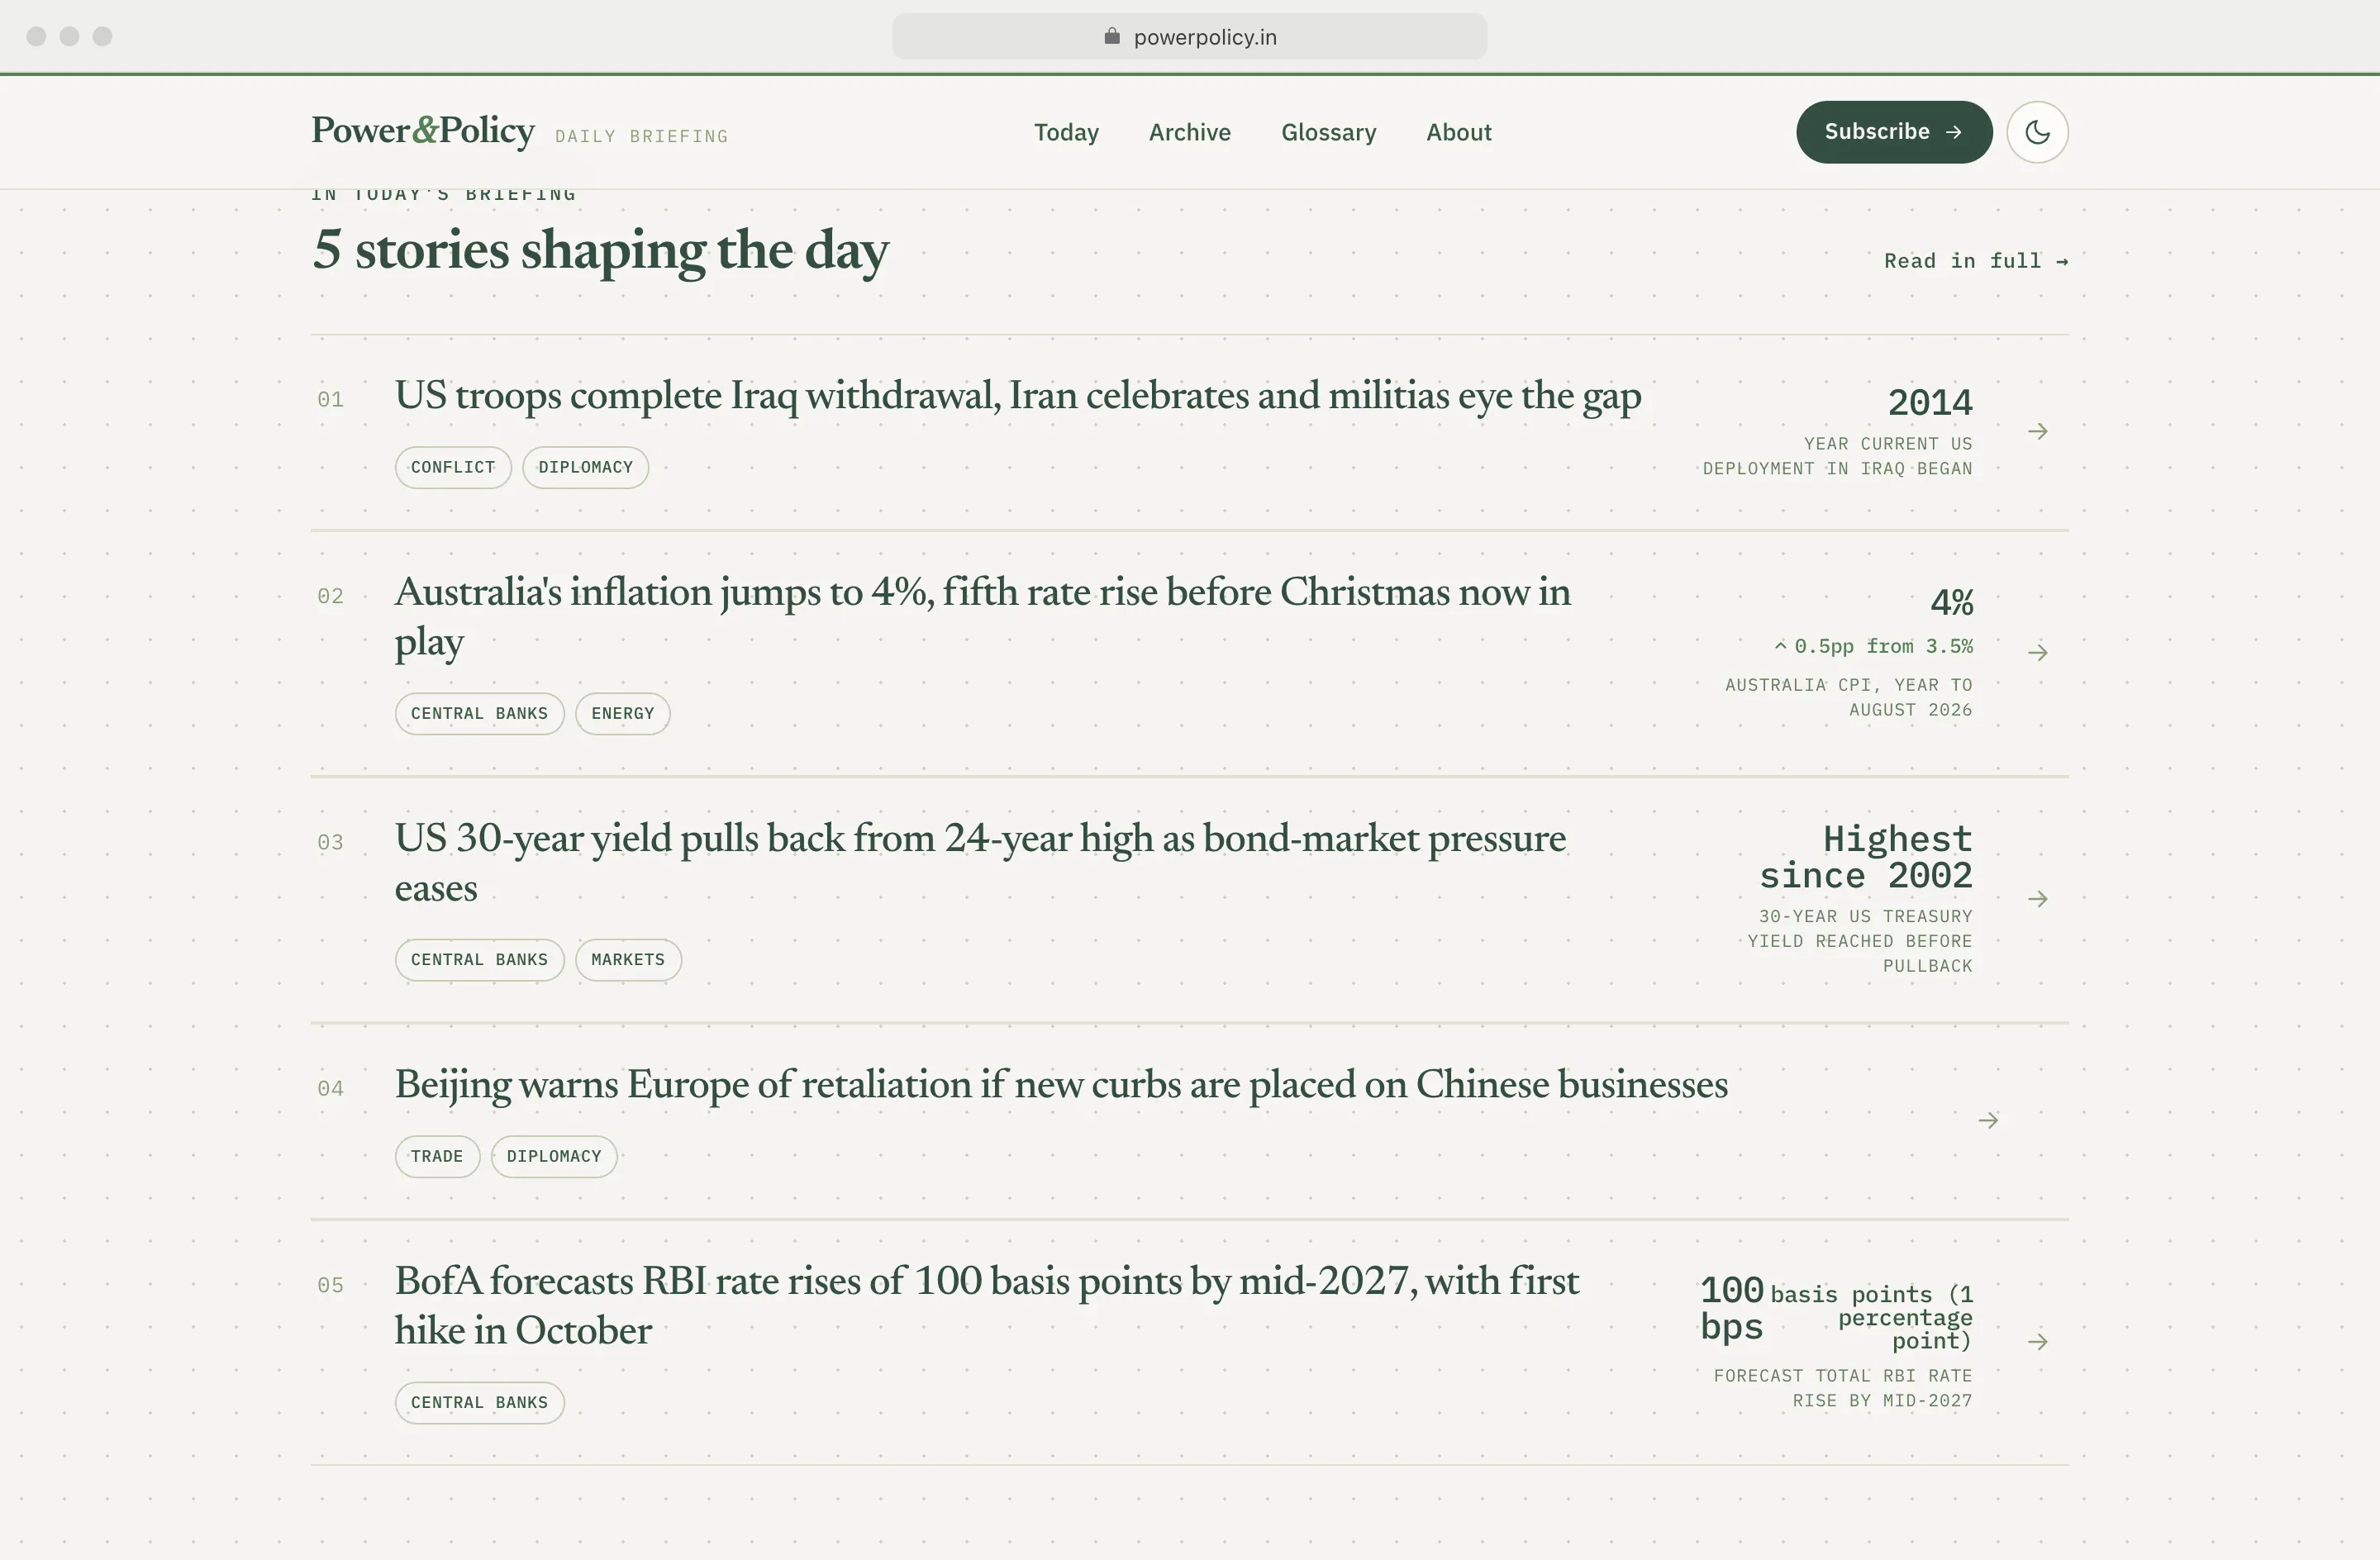 powerpolicy.in
Power&Policy DAILY BRIEFING
Today
Archive
Glossary
About
Subscribe →
IN TODAY'S BRIEFING
5 stories shaping the day
Read in full →
01
US troops complete Iraq withdrawal, Iran celebrates and militias eye the gap
CONFLICT
DIPLOMACY
2014
YEAR CURRENT US
DEPLOYMENT IN IRAQ BEGAN
→
02
Australia's inflation jumps to 4%, fifth rate rise before Christmas now in
play
CENTRAL BANKS
ENERGY
4%
^ 0.5pp from 3.5%
AUSTRALIA CPI, YEAR TO
AUGUST 2026
→
03
US 30-year yield pulls back from 24-year high as bond-market pressure
eases
CENTRAL BANKS
MARKETS
Highest
since 2002
30-YEAR US TREASURY
YIELD REACHED BEFORE
PULLBACK
→
04
Beijing warns Europe of retaliation if new curbs are placed on Chinese businesses
TRADE
DIPLOMACY
→
05
BofA forecasts RBI rate rises of 100 basis points by mid-2027, with first
hike in October
CENTRAL BANKS
100
bps
basis points (1
percentage
point)
FORECAST TOTAL RBI RATE
RISE BY MID-2027
→